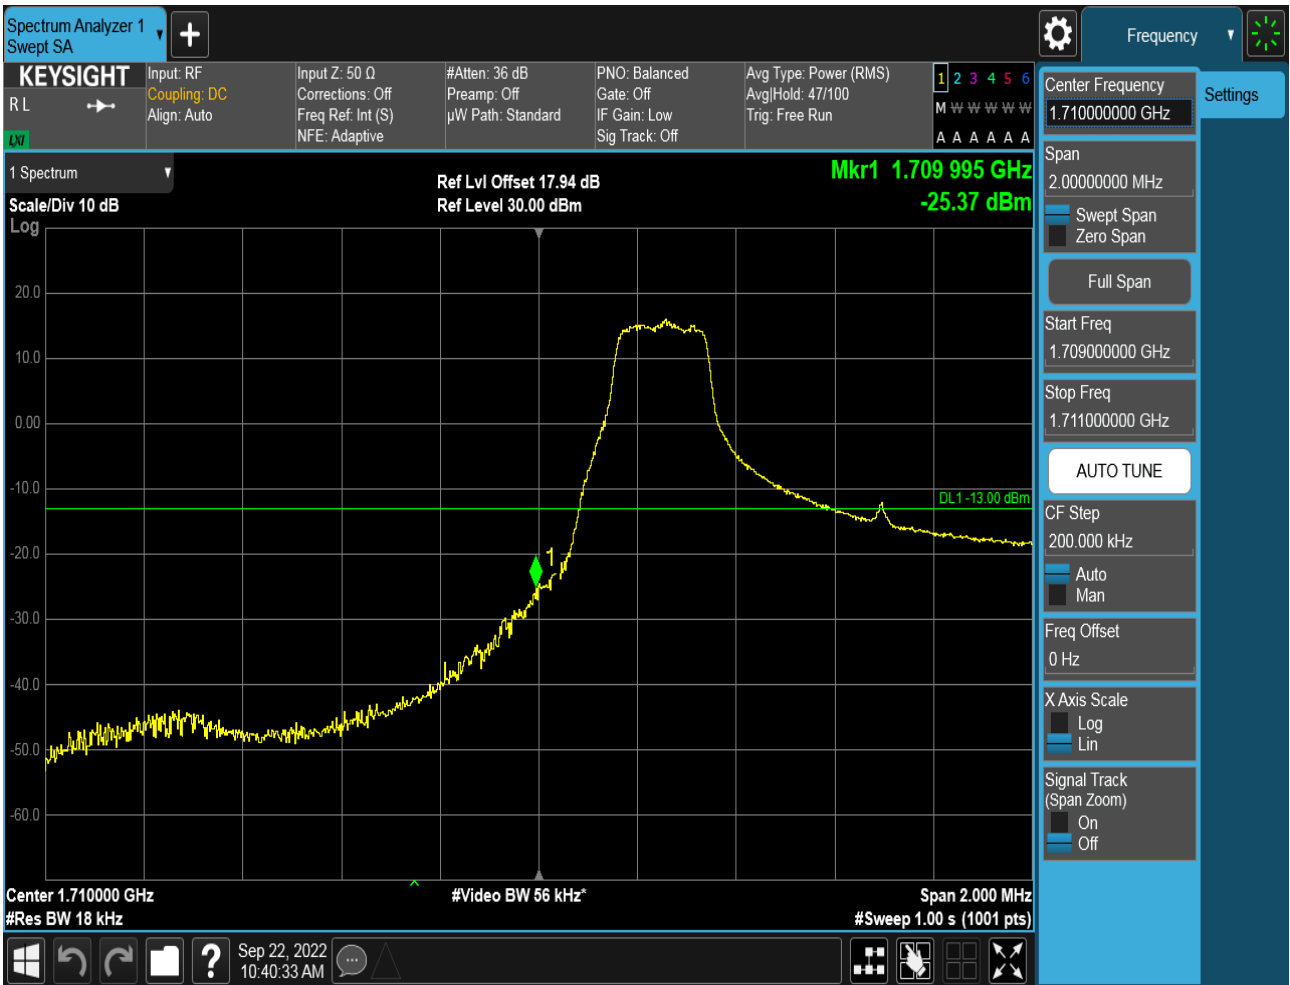 Spectrum Analyzer 1
Swept SA
Frequency
KEYSIGHT
R L
LXI
Input: RF
Coupling: DC
Align: Auto
Input Z: 50 Ω
Corrections: Off
Freq Ref: Int (S)
NFE: Adaptive
#Atten: 36 dB
Preamp: Off
µW Path: Standard
PNO: Balanced
Gate: Off
IF Gain: Low
Sig Track: Off
Avg Type: Power (RMS)
Avg|Hold: 47/100
Trig: Free Run
1 2 3 4 5 6
M W W W W W
A A A A A A
1 Spectrum
Scale/Div 10 dB
Log
Ref Lvl Offset 17.94 dB
Ref Level 30.00 dBm
Mkr1 1.709 995 GHz
-25.37 dBm
20.0
10.0
0.00
-10.0
-20.0
-30.0
-40.0
-50.0
-60.0
DL1 -13.00 dBm
1
Center 1.710000 GHz
#Res BW 18 kHz
#Video BW 56 kHz*
Span 2.000 MHz
#Sweep 1.00 s (1001 pts)
Center Frequency
1.710000000 GHz
Settings
Span
2.00000000 MHz
Swept Span
Zero Span
Full Span
Start Freq
1.709000000 GHz
Stop Freq
1.711000000 GHz
AUTO TUNE
CF Step
200.000 kHz
Auto
Man
Freq Offset
0 Hz
X Axis Scale
Log
Lin
Signal Track
(Span Zoom)
On
Off
?
Sep 22, 2022
10:40:33 AM